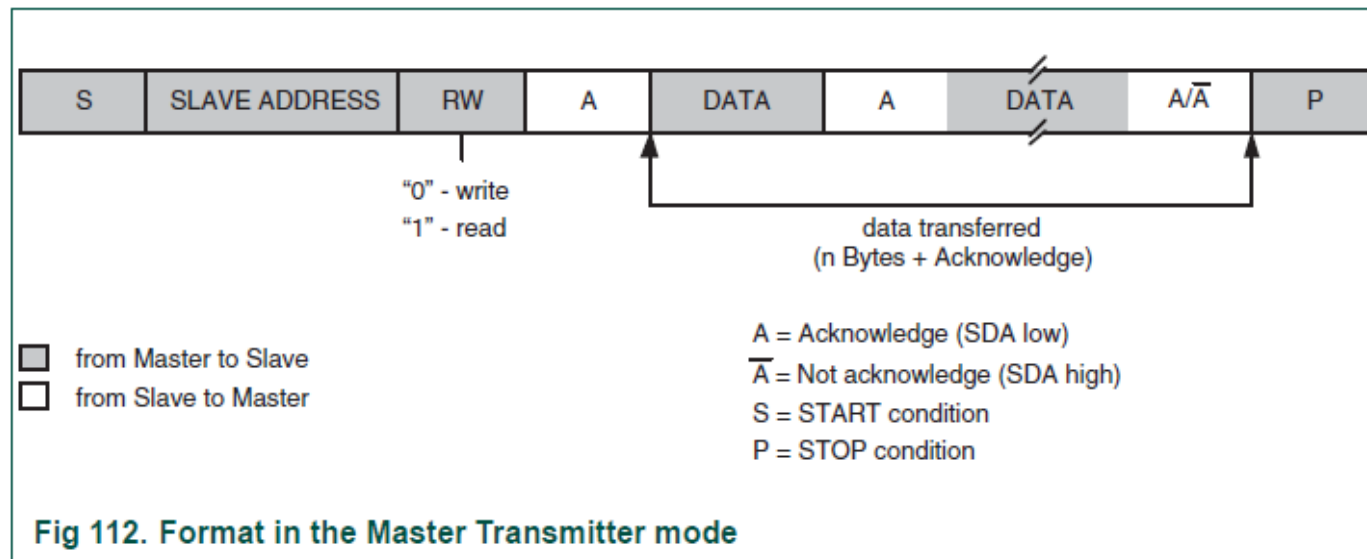 S SLAVE ADDRESS RW A DATA A DATA A/A̅ P
“0” - write
“1” - read
data transferred
(n Bytes + Acknowledge)
from Master to Slave
from Slave to Master
A = Acknowledge (SDA low)
A̅ = Not acknowledge (SDA high)
S = START condition
P = STOP condition
Fig 112. Format in the Master Transmitter mode